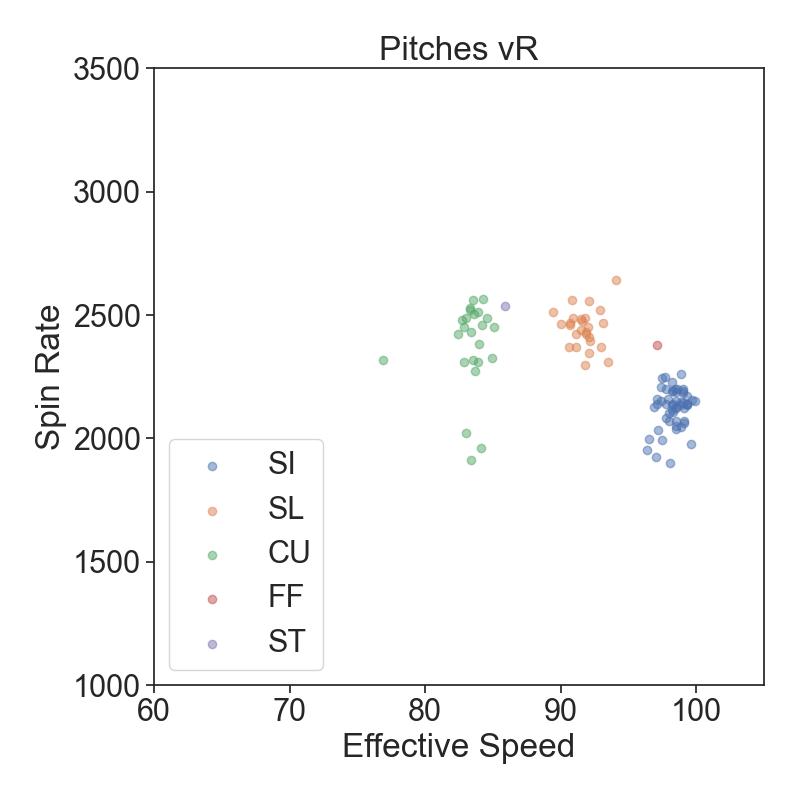 Pitches vR
3500
3000
2500
2000
1500
1000
Spin Rate
SI
SL
CU
FF
ST
60 70 80 90 100
Effective Speed